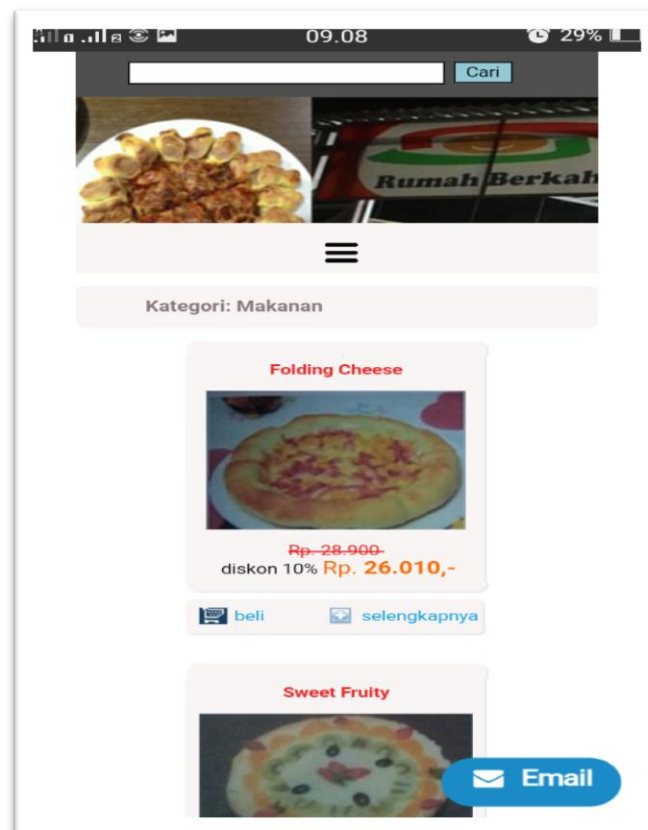 09.08
29%
Cari
Rumah Berkah
Kategori: Makanan
Folding Cheese
Rp. 28.900
diskon 10% Rp. 26.010,-
beli selengkapnya
Sweet Fruity
Email